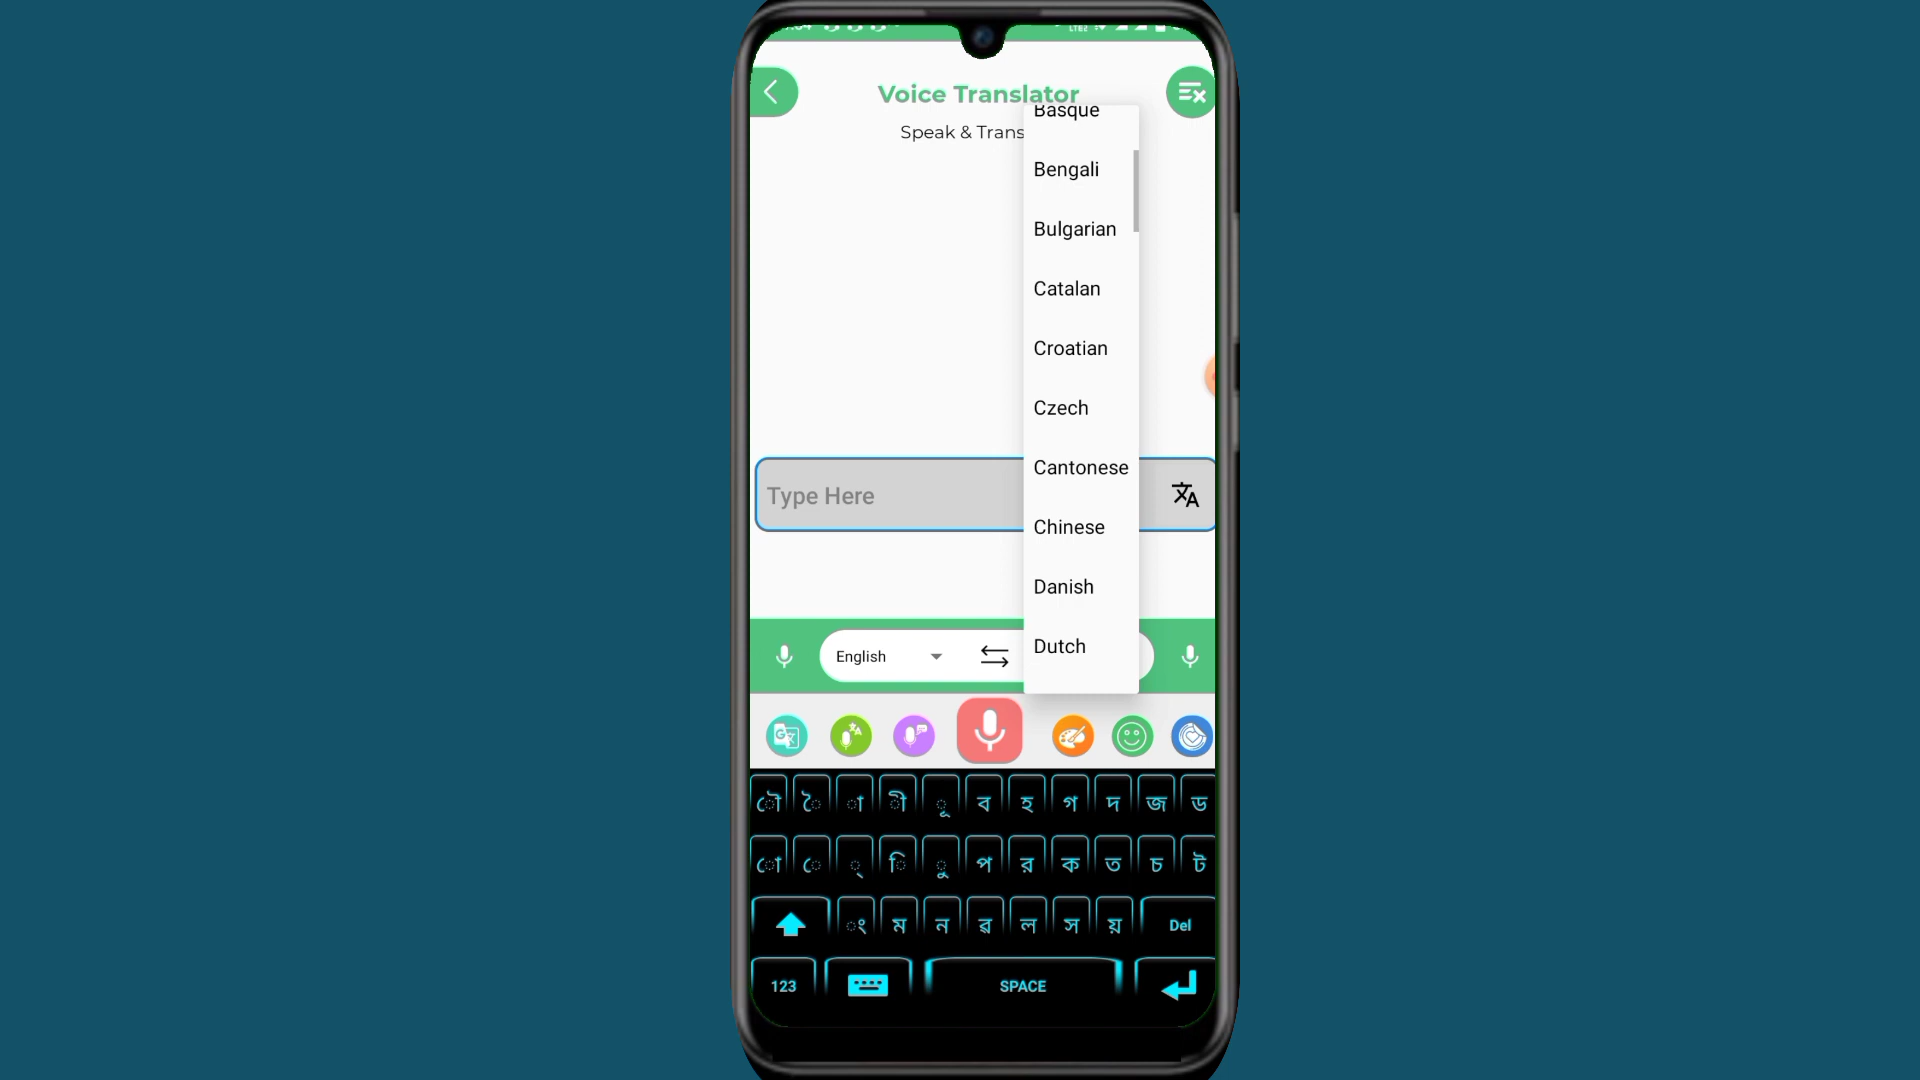 Voice Translator
Speak & Trans
Basque
Bengali
Bulgarian
Catalan
Croatian
Czech
Cantonese
Chinese
Danish
Dutch
Type Here
English
ৌ ৈ া ী ূ ব হ গ দ জ ড
ো ে ্ ি ু প র ক ত চ ট
ং ম ন ৱ ল স য় Del
123 SPACE